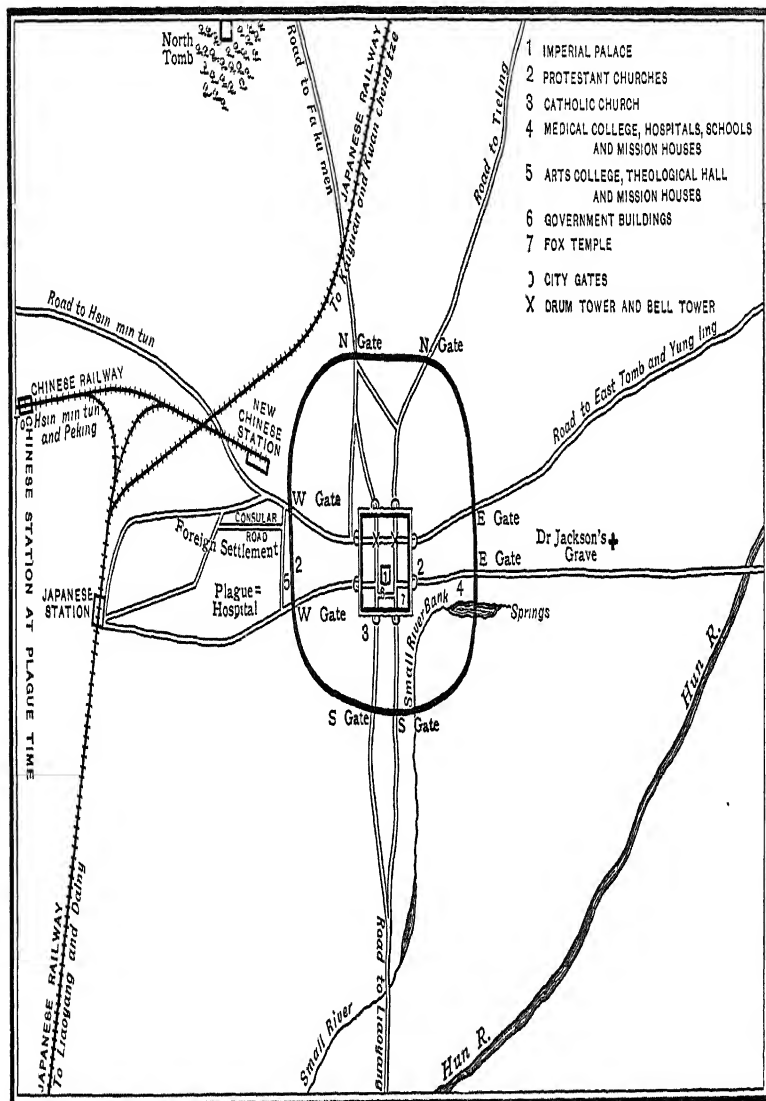 North
Tomb
Road to Fa ku men
JAPANESE RAILWAY
To Kaiyuan and Kwan cheng tze
Road to Tieling
1 IMPERIAL PALACE
2 PROTESTANT CHURCHES
3 CATHOLIC CHURCH
4 MEDICAL COLLEGE, HOSPITALS, SCHOOLS
AND MISSION HOUSES
5 ARTS COLLEGE, THEOLOGICAL HALL
AND MISSION HOUSES
6 GOVERNMENT BUILDINGS
7 FOX TEMPLE
CITY GATES
X DRUM TOWER AND BELL TOWER
Road to Hsin min tun
N Gate
N Gate
Road to East Tomb and Yung ling
CHINESE RAILWAY
To Hsin min tun
and Peking
NEW
CHINESE
STATION
CHINESE STATION AT PLAGUE TIME
W Gate
E Gate
CONSULAR
ROAD
Foreign Settlement
X X
Dr Jackson's
Grave
E Gate
2
2
1
4
5
6
7
JAPANESE
STATION
Plague=
Hospital
W Gate
3
Small River Bank
Springs
Hun R.
S Gate
S Gate
JAPANESE RAILWAY
To Liaoyang and Dalny
Small River
Road to Liaoyang
Hun R.